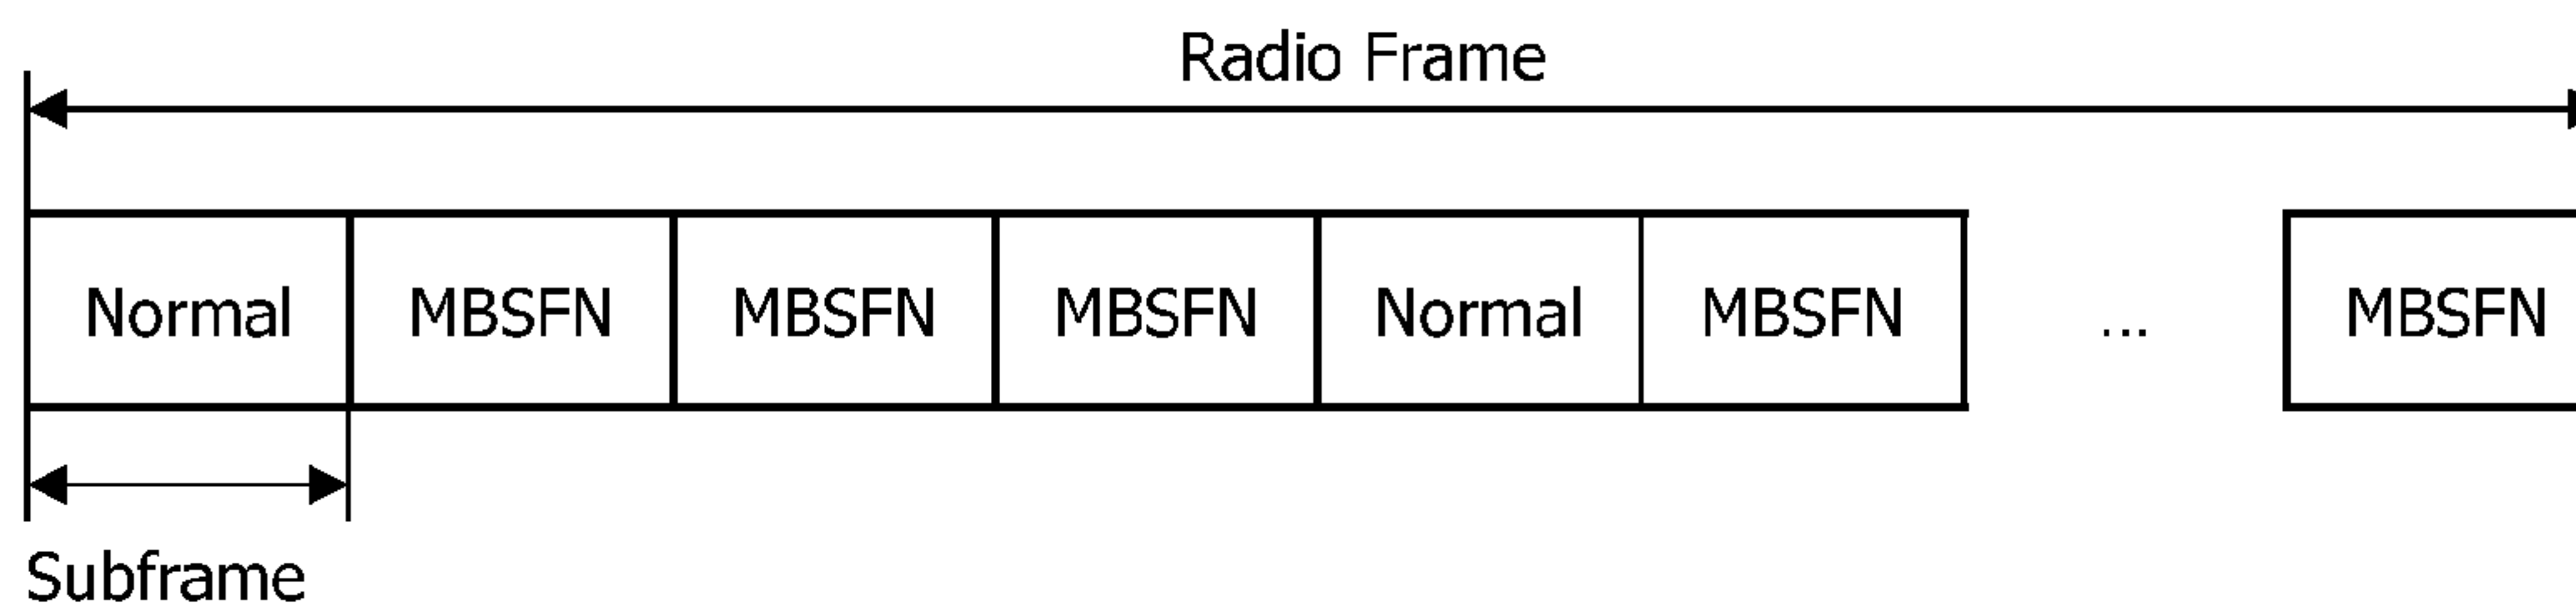 Radio Frame
Normal MBSFN MBSFN MBSFN Normal MBSFN ... MBSFN
Subframe